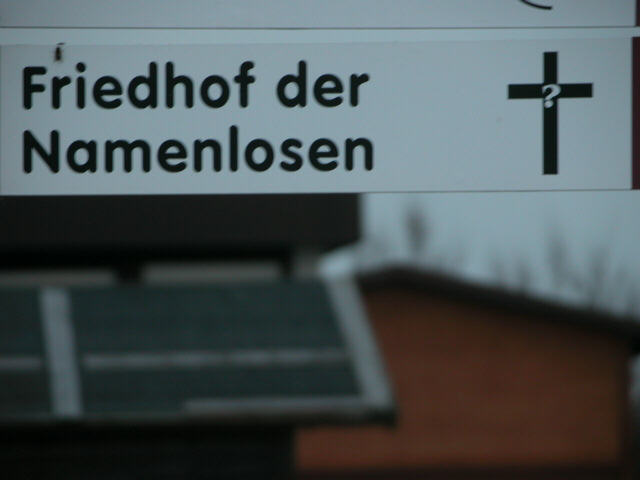 Friedhof der
Namenlosen
?